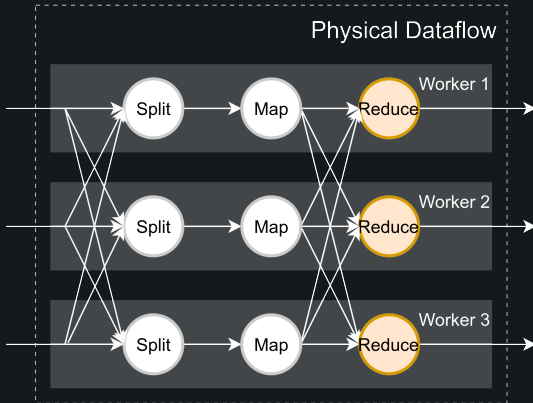 Physical Dataflow
Worker 1
Split
Map
Reduce
Worker 2
Split
Map
Reduce
Worker 3
Split
Map
Reduce